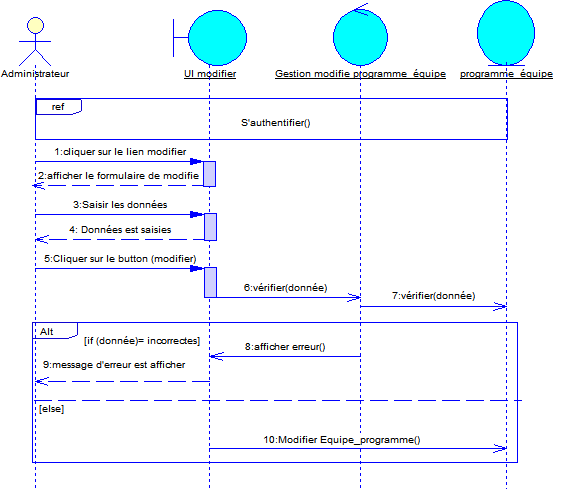 Administrateur
UI modifier
Gestion modifie programme_équipe
programme_équipe
ref
S'authentifier()
1:cliquer sur le lien modifier
2:afficher le formulaire de modifie
3:Saisir les données
4: Données est saisies
5:Cliquer sur le button (modifier)
6:vérifier(donnée)
7:vérifier(donnée)
Alt
[if (donnée)= incorrectes]
8:afficher erreur()
9:message d'erreur est afficher
[else]
10:Modifier Equipe_programme()